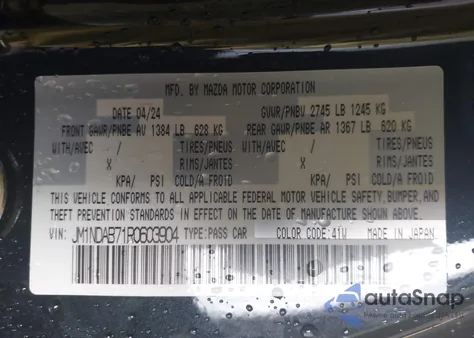 MFD. BY MAZDA MOTOR CORPORATION
DATE 04/24 GVWR/PNBV 2745 LB 1245 KG
FRONT GAWR/PNBE AV 1384 LB 628 KG REAR GAWR/PNBE AR 1367 LB 620 KG
WITH/AVEC / TIRES/PNEUS WITH/AVEC / TIRES/PNEUS
X RIMS/JANTES X RIMS/JANTES
KPA/ PSI COLD/A FROID KPA/ PSI COLD/A FROID
THIS VEHICLE CONFORMS TO ALL APPLICABLE FEDERAL MOTOR VEHICLE SAFETY,BUMPER,AND
THEFT PREVENTION STANDARDS IN EFFECT ON THE DATE OF MANUFACTURE SHOWN ABOVE.
VIN: JM1NDAB71R0603904 TYPE:PASS CAR COLOR CODE:41W MADE IN JAPAN
autoSnap